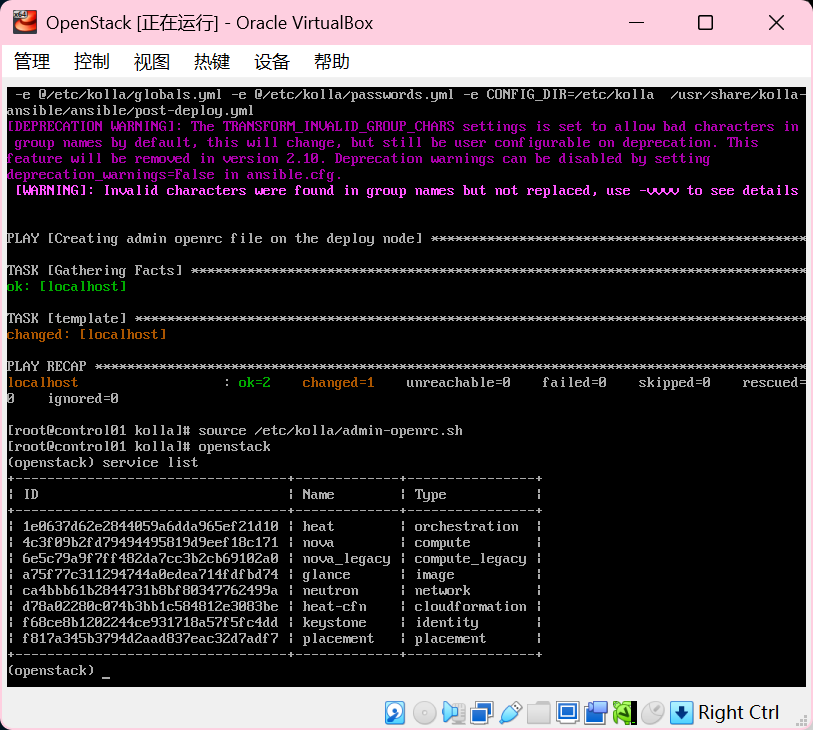 OpenStack [正在运行] - Oracle VirtualBox
管理 控制 视图 热键 设备 帮助
-e @/etc/kolla/globals.yml -e @/etc/kolla/passwords.yml -e CONFIG_DIR=/etc/kolla  /usr/share/kolla-
ansible/ansible/post-deploy.yml
[DEPRECATION WARNING]: The TRANSFORM_INVALID_GROUP_CHARS settings is set to allow bad characters in
group names by default, this will change, but still be user configurable on deprecation. This
feature will be removed in version 2.10. Deprecation warnings can be disabled by setting
deprecation_warnings=False in ansible.cfg.
[WARNING]: Invalid characters were found in group names but not replaced, use -vvvv to see details
PLAY [Creating admin openrc file on the deploy node] ***********************************************
TASK [Gathering Facts] *****************************************************************************
ok: [localhost]
TASK [template] ************************************************************************************
changed: [localhost]
PLAY RECAP *****************************************************************************************
localhost                  : ok=2    changed=1    unreachable=0    failed=0    skipped=0    rescued=
0    ignored=0
[root@control01 kolla]# source /etc/kolla/admin-openrc.sh
[root@control01 kolla]# openstack
(openstack) service list
+----------------------------------+-------------+----------------+
| ID                               | Name        | Type           |
+----------------------------------+-------------+----------------+
| 1e0637d62e2844059a6dda965ef21d10 | heat        | orchestration  |
| 4c3f09b2fd79494495819d9eef18c171 | nova        | compute        |
| 6e5c79a9f7ff482da7cc3b2cb69102a0 | nova_legacy | compute_legacy |
| a75f77c311294744a0edea714fdfbd74 | glance      | image          |
| ca4bbb61b2844731b8bf80347762499a | neutron     | network        |
| d78a02280c074b3bb1c584812e3083be | heat-cfn    | cloudformation |
| f68ce8b1202244ce931718a57f5fc4dd | keystone    | identity       |
| f817a345b3794d2aad837eac32d7adf7 | placement   | placement      |
+----------------------------------+-------------+----------------+
(openstack) _
Right Ctrl